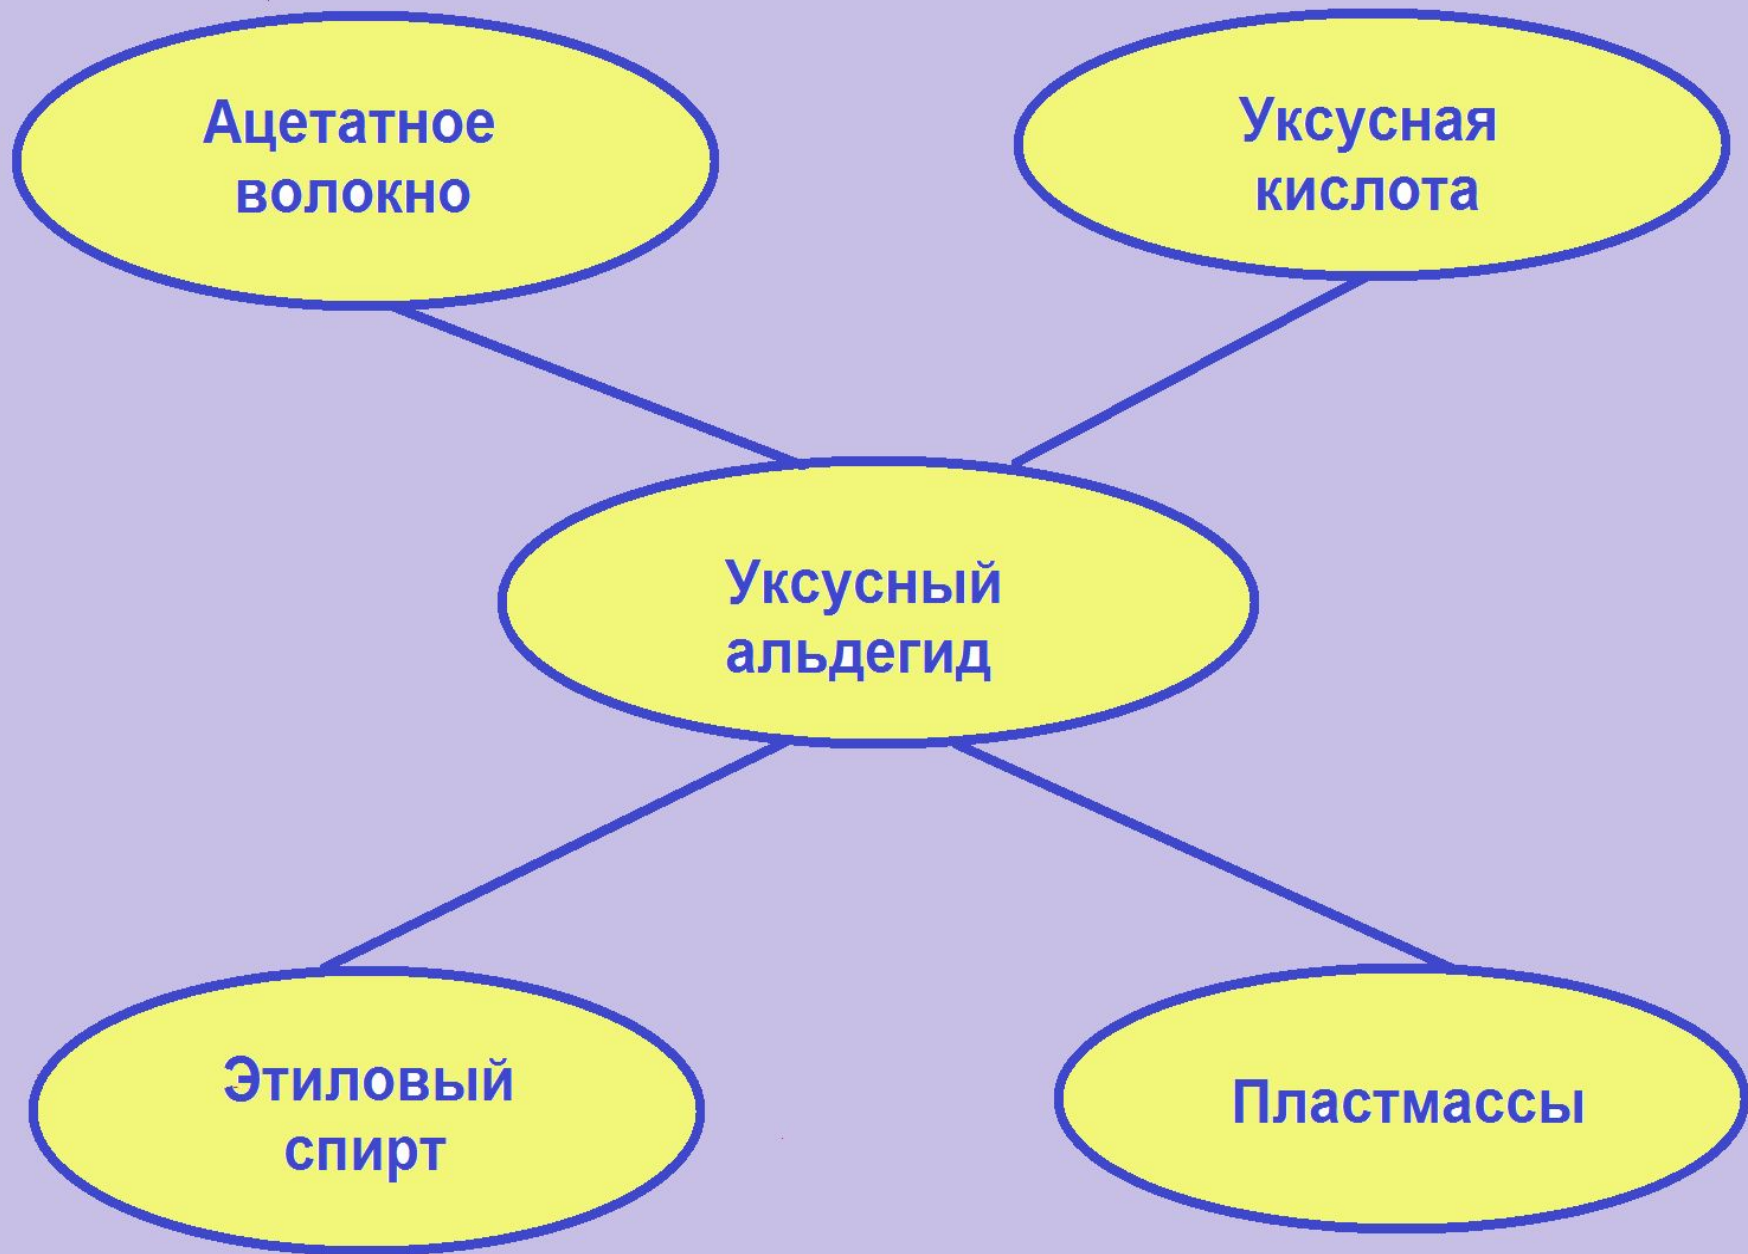 Ацетатное
волокно
Уксусная
кислота
Уксусный
альдегид
Этиловый
спирт
Пластмассы